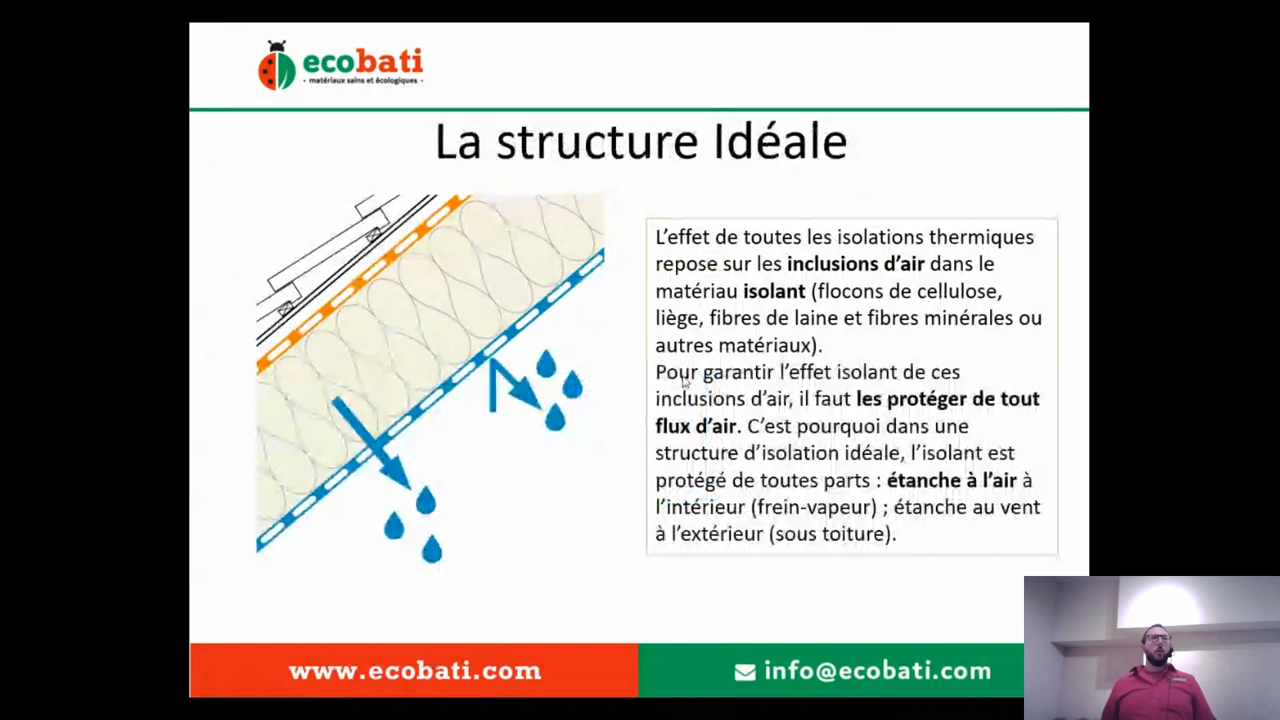 ecobati
• matériaux sains et écologiques •
La structure Idéale
L'effet de toutes les isolations thermiques
repose sur les inclusions d'air dans le
matériau isolant (flocons de cellulose,
liège, fibres de laine et fibres minérales ou
autres matériaux).
Pour garantir l'effet isolant de ces
inclusions d'air, il faut les protéger de tout
flux d'air. C'est pourquoi dans une
structure d'isolation idéale, l'isolant est
protégé de toutes parts : étanche à l'air à
l'intérieur (frein-vapeur) ; étanche au vent
à l'extérieur (sous toiture).
www.ecobati.com
info@ecobati.com